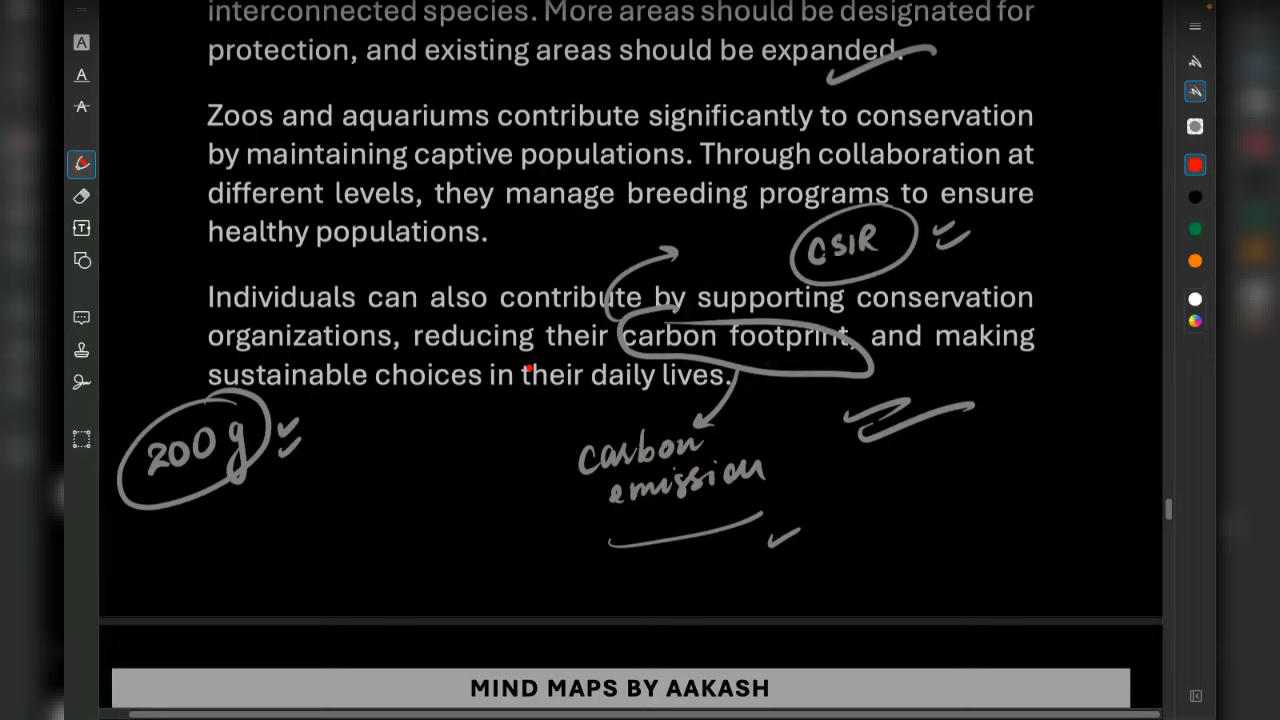 interconnected species. More areas should be designated for
protection, and existing areas should be expanded.
Zoos and aquariums contribute significantly to conservation
by maintaining captive populations. Through collaboration at
different levels, they manage breeding programs to ensure
healthy populations.
CSIR
Individuals can also contribute by supporting conservation
organizations, reducing their carbon footprint, and making
sustainable choices in their daily lives.
200g
carbon
emission
MIND MAPS BY AAKASH